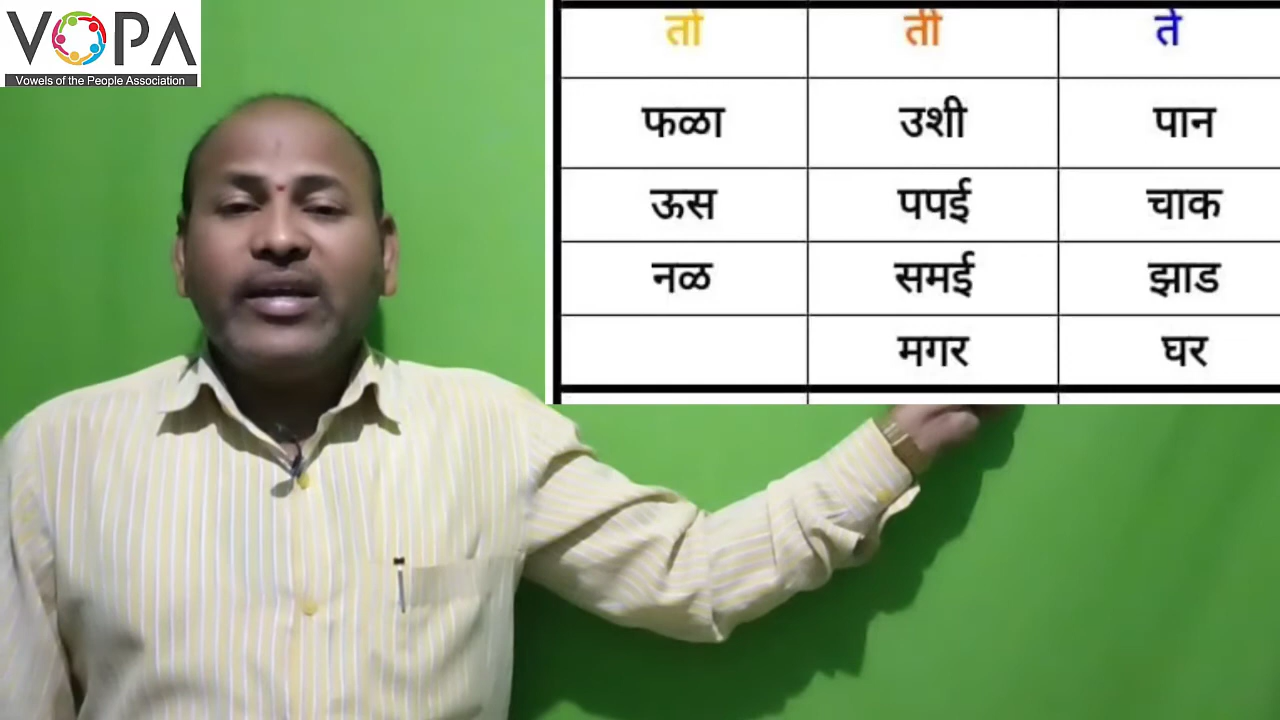 VOPA
Vowels of the People Association
तो ती ते
फळा उशी पान
ऊस पपई चाक
नळ समई झाड
मगर घर